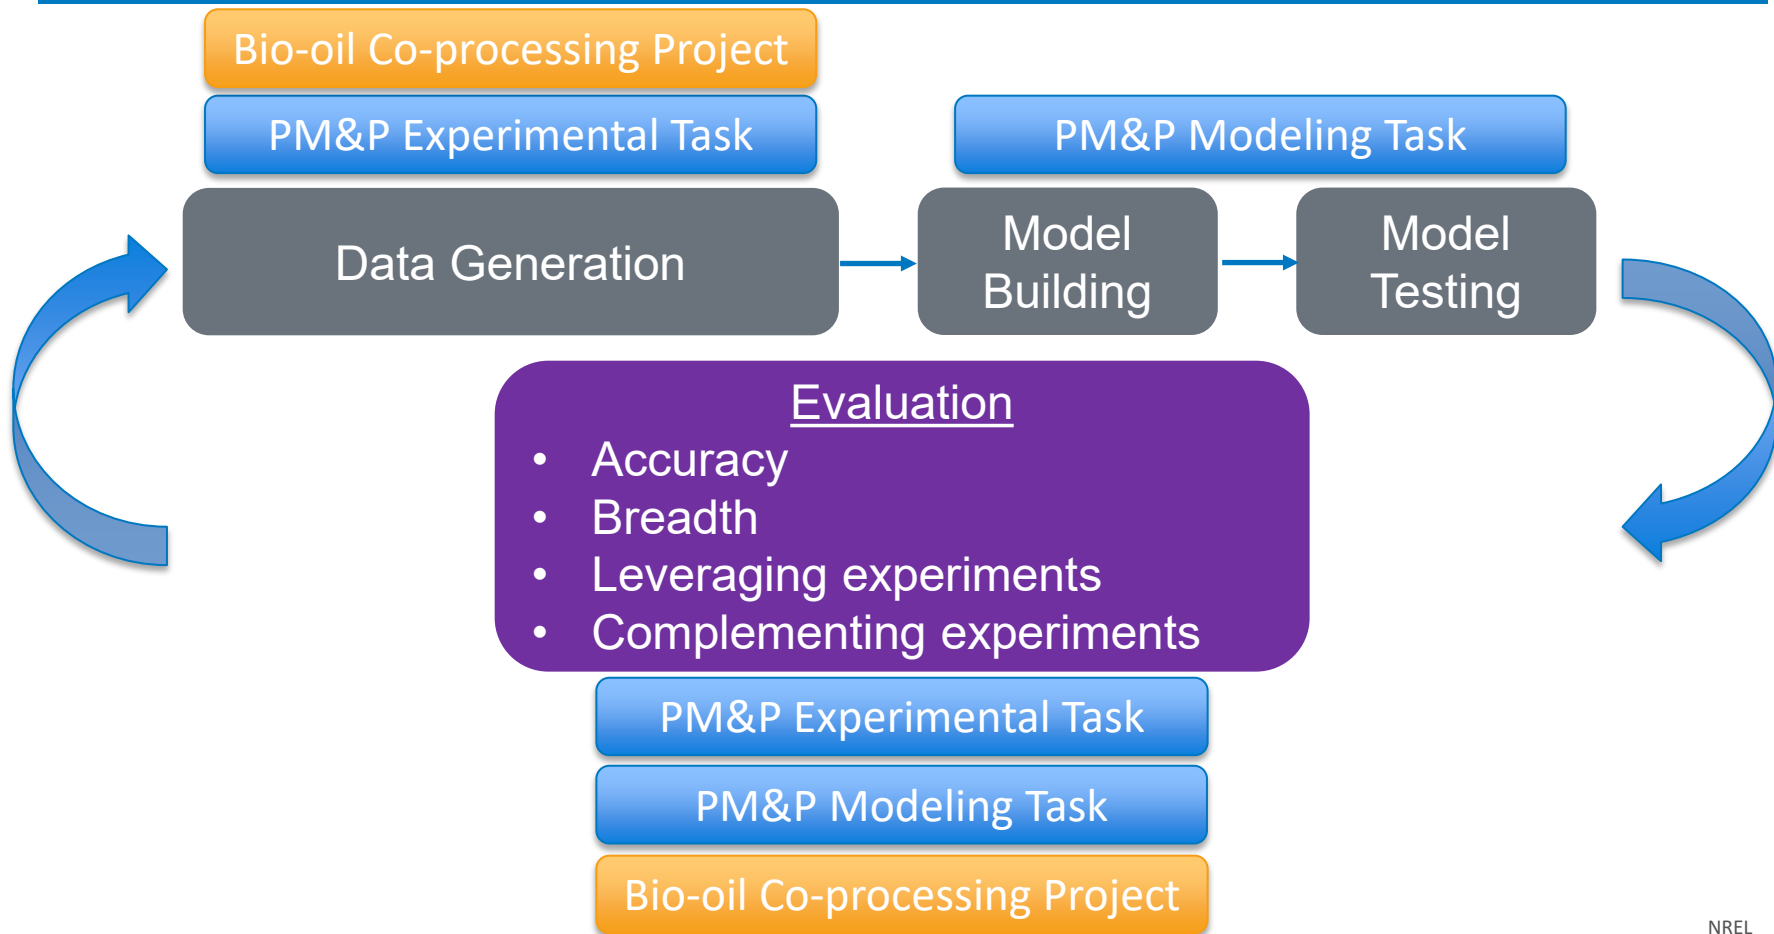 Bio-oil Co-processing Project
PM&P Experimental Task
PM&P Modeling Task
Data Generation
Model
Building
Model
Testing
Evaluation
• Accuracy
• Breadth
• Leveraging experiments
• Complementing experiments
PM&P Experimental Task
PM&P Modeling Task
Bio-oil Co-processing Project
NREL